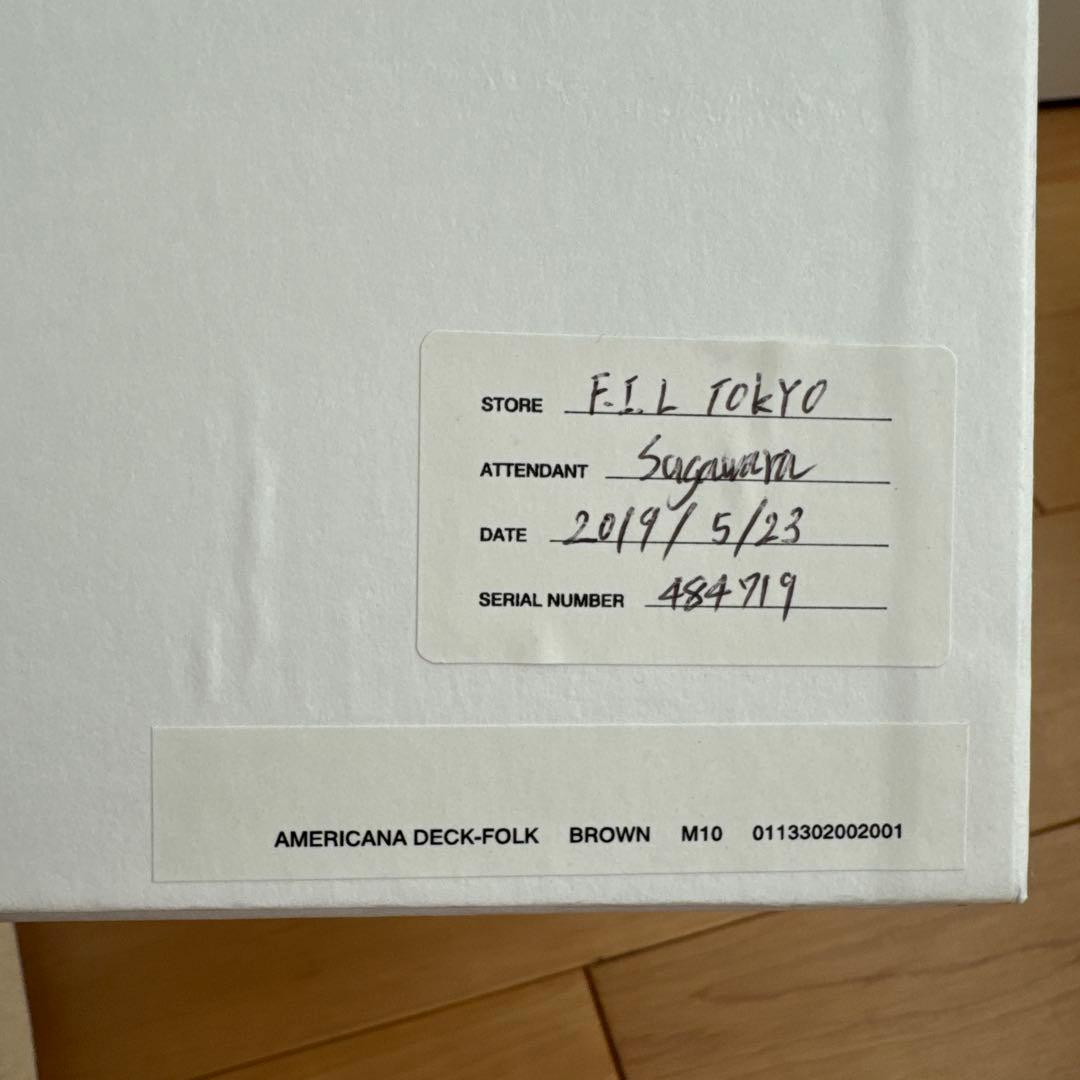 STORE F.I.L TOKYO
ATTENDANT Sagawara
DATE 2019/5/23
SERIAL NUMBER 484719
AMERICANA DECK-FOLK BROWN M10 0113302002001